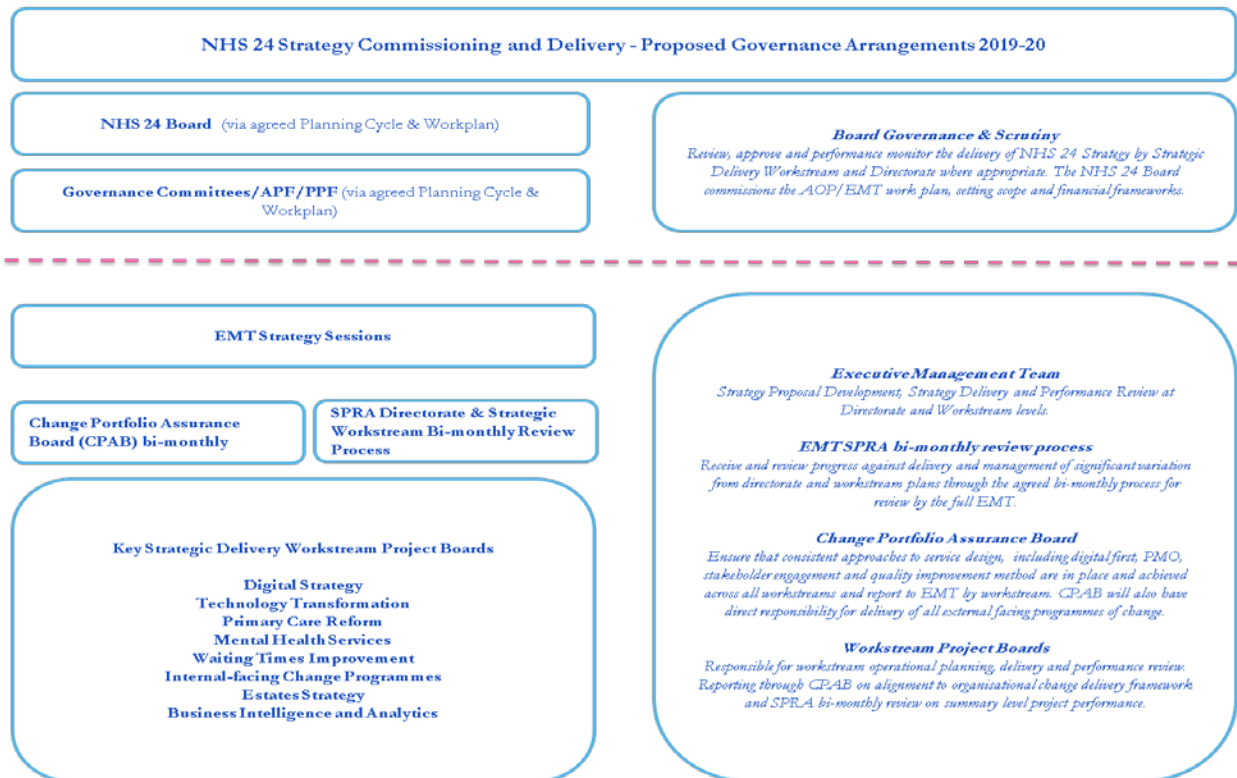 NHS 24 Strategy Commissioning and Delivery - Proposed Governance Arrangements 2019-20
NHS 24 Board (via agreed Planning Cycle & Workplan)
Governance Committees/APF/PPF (via agreed Planning Cycle &
Workplan)
Board Governance & Scrutiny
Review, approve and performance monitor the delivery of NHS 24 Strategy by Strategic
Delivery Workstream and Directorate where appropriate. The NHS 24 Board
commissions the AOP/EMT work plan, setting scope and financial frameworks.
EMT Strategy Sessions
Change Portfolio Assurance
Board (CPAB) bi-monthly
SPRA Directorate & Strategic
Workstream Bi-monthly Review
Process
Key Strategic Delivery Workstream Project Boards
Digital Strategy
Technology Transformation
Primary Care Reform
Mental Health Services
Waiting Times Improvement
Internal-facing Change Programmes
Estates Strategy
Business Intelligence and Analytics
Executive Management Team
Strategy Proposal Development, Strategy Delivery and Performance Review at
Directorate and Workstream levels.
EMT SPRA bi-monthly review process
Receive and review progress against delivery and management of significant variation
from directorate and workstream plans through the agreed bi-monthly process for
review by the full EMT.
Change Portfolio Assurance Board
Ensure that consistent approaches to service design, including digital first, PMO,
stakeholder engagement and quality improvement method are in place and achieved
across all workstreams and report to EMT by workstream. CPAB will also have
direct responsibility for delivery of all external facing programmes of change.
Workstream Project Boards
Responsible for workstream operational planning, delivery and performance review.
Reporting through CPAB on alignment to organisational change delivery framework
and SPRA bi-monthly review on summary level project performance.